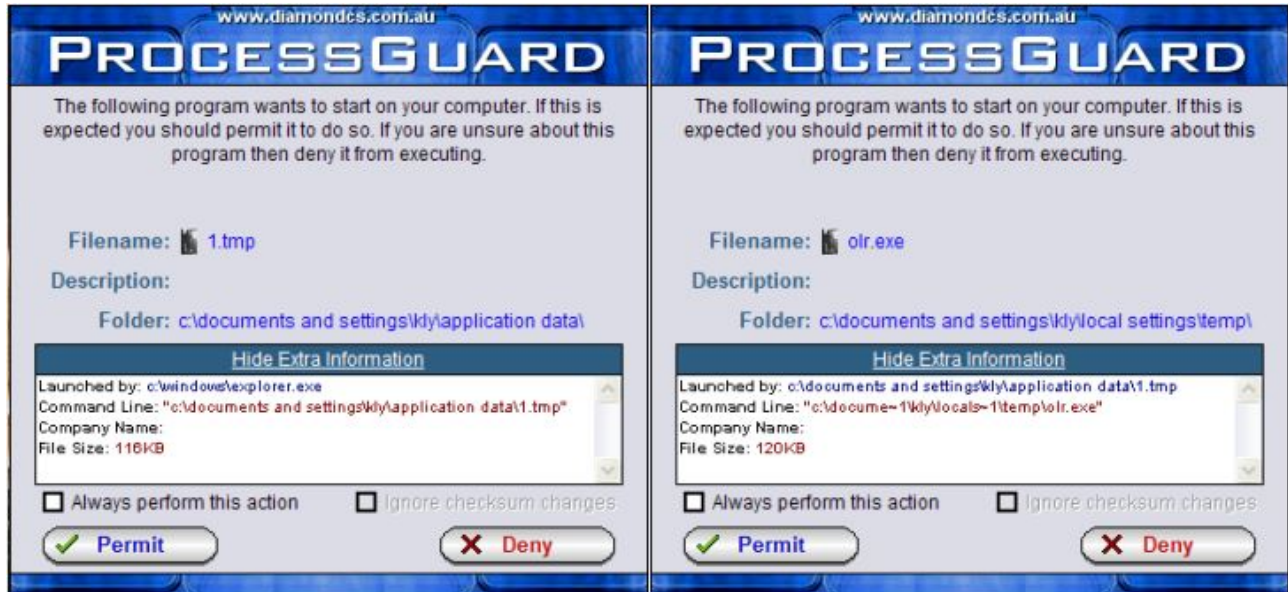 www.diamondcs.com.au
PROCESSGUARD
The following program wants to start on your computer. If this is
expected you should permit it to do so. If you are unsure about this
program then deny it from executing.
Filename: 1.tmp
Description:
Folder: c:\documents and settings\kly\application data\
Hide Extra Information
Launched by: c:\windows\explorer.exe
Command Line: "c:\documents and settings\kly\application data\1.tmp"
Company Name:
File Size: 116KB
Always perform this action
Ignore checksum changes
Permit
Deny
www.diamondcs.com.au
PROCESSGUARD
The following program wants to start on your computer. If this is
expected you should permit it to do so. If you are unsure about this
program then deny it from executing.
Filename: olr.exe
Description:
Folder: c:\documents and settings\kly\local settings\temp\
Hide Extra Information
Launched by: c:\documents and settings\kly\application data\1.tmp
Command Line: "c:\docume~1\kly\locals~1\temp\olr.exe"
Company Name:
File Size: 120KB
Always perform this action
Ignore checksum changes
Permit
Deny